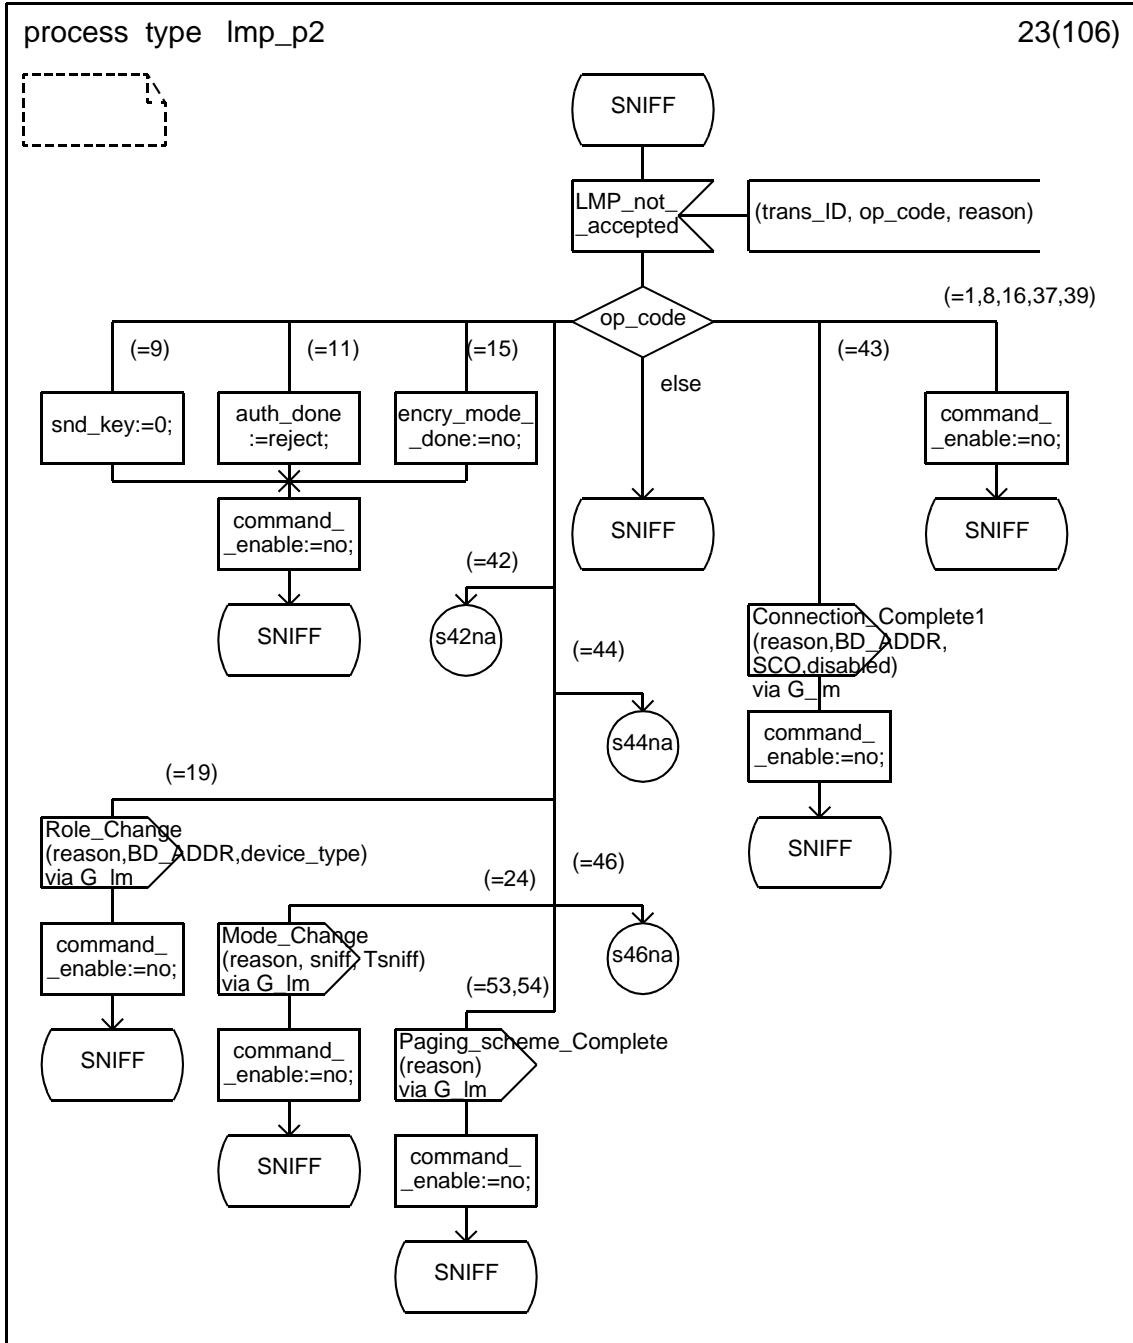 process type lmp_p2
23(106)
SNIFF
LMP_not_
_accepted
(trans_ID, op_code, reason)
(=1,8,16,37,39)
op_code
(=9)
(=11)
(=15)
(=43)
else
snd_key:=0;
auth_done
:=reject;
encry_mode_
_done:=no;
command_
_enable:=no;
command_
_enable:=no;
SNIFF
SNIFF
(=42)
SNIFF
s42na
Connection_Complete1
(reason,BD_ADDR,
SCO,disabled)
via G_lm
(=44)
s44na
command_
_enable:=no;
(=19)
Role_Change
(reason,BD_ADDR,device_type)
via G_lm
SNIFF
(=46)
(=24)
command_
_enable:=no;
Mode_Change
(reason, sniff, Tsniff)
via G_lm
s46na
(=53,54)
SNIFF
command_
_enable:=no;
Paging_scheme_Complete
(reason)
via G_lm
SNIFF
command_
_enable:=no;
SNIFF